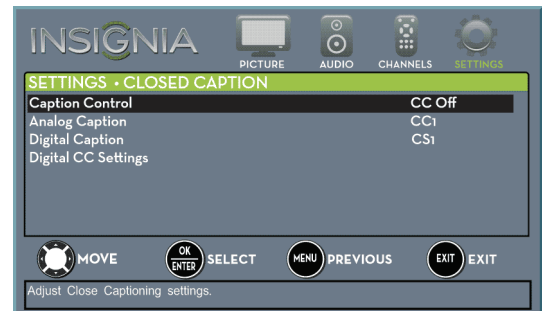 INSIGNIA
PICTURE AUDIO CHANNELS SETTINGS
SETTINGS • CLOSED CAPTION
Caption Control CC Off
Analog Caption CC1
Digital Caption CS1
Digital CC Settings
MOVE OK ENTER SELECT MENU PREVIOUS EXIT EXIT
Adjust Close Captioning settings.